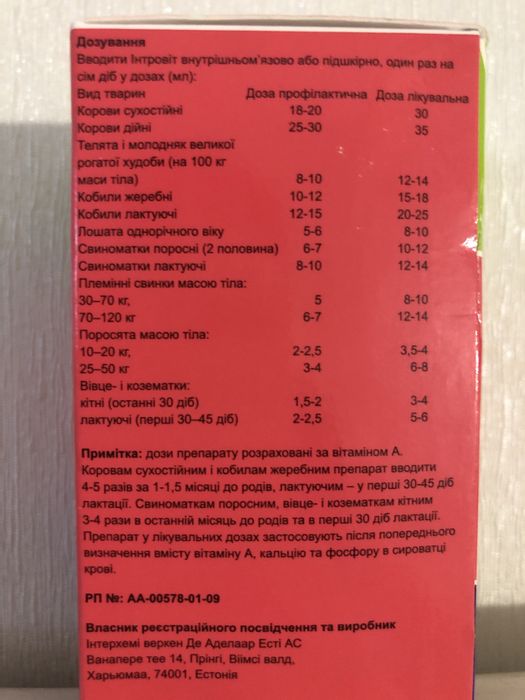 Дозування
Вводити Інтровіт внутрішньом'язово або підшкірно, один раз на
сім діб у дозах (мл):
Вид тварин Доза профілактична Доза лікувальна
Корови сухостійні 18-20 30
Корови дійні 25-30 35
Телята і молодняк великої
рогатої худоби (на 100 кг
маси тіла) 8-10 12-14
Кобили жеребні 10-12 15-18
Кобили лактуючі 12-15 20-25
Лошата однорічного віку 5-6 8-10
Свиноматки поросні (2 половина) 6-7 10-12
Свиноматки лактуючі 8-10 12-14
Племінні свинки масою тіла:
30–70 кг, 5 8-10
70–120 кг 6-7 12-14
Поросята масою тіла:
10–20 кг, 2-2,5 3,5-4
25–50 кг 3-4 6-8
Вівце- і козематки:
кітні (останні 30 діб) 1,5-2 3-4
лактуючі (перші 30–45 діб) 2-2,5 5-6
Примітка: дози препарату розраховані за вітаміном А.
Коровам сухостійним і кобилам жеребним препарат вводити
4-5 разів за 1-1,5 місяці до родів, лактуючим – у перші 30-45 діб
лактації. Свиноматкам поросним, вівце- і козематкам кітним
3-4 рази в останній місяць до родів та в перші 30 діб лактації.
Препарат у лікувальних дозах застосовують після попереднього
визначення вмісту вітаміну А, кальцію та фосфору в сироватці
крові.
РП №: АА-00578-01-09
Власник реєстраційного посвідчення та виробник
Інтерхемі веркен Де Аделаар Есті АС
Ванапере тее 14, Прінгі, Віімсі валд,
Харьюмаа, 74001, Естонія